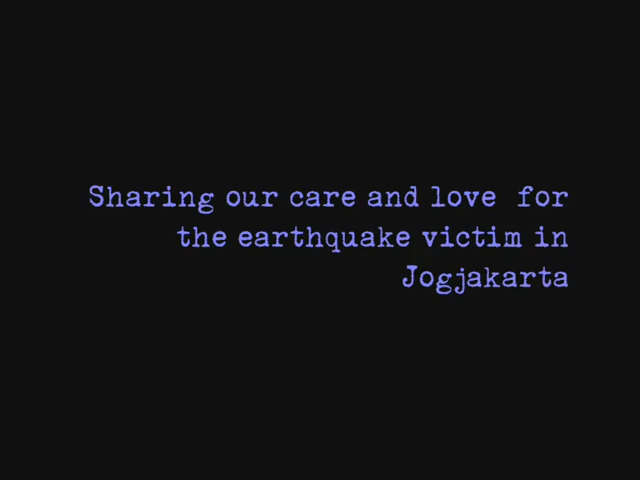 Sharing our care and love for
the earthquake victim in
Jogjakarta